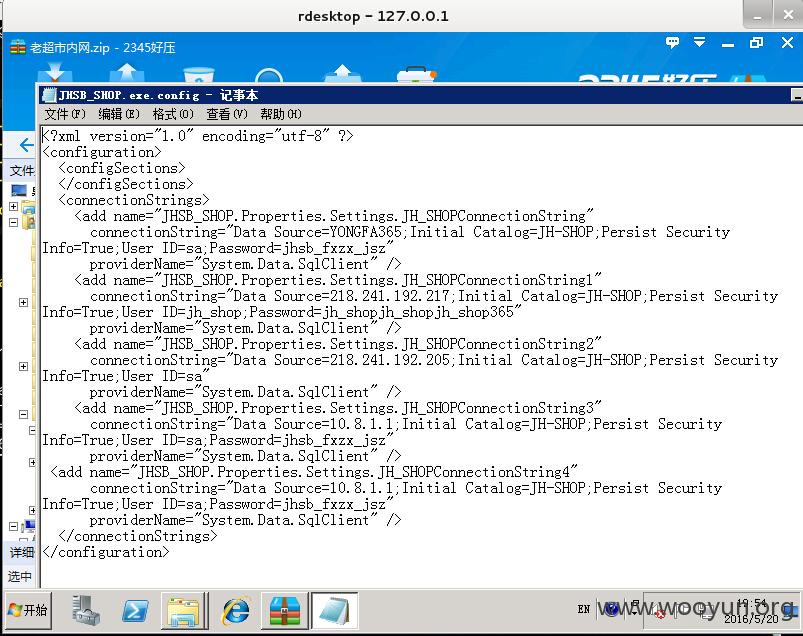 rdesktop - 127.0.0.1
老超市内网.zip - 2345好压
JHSB_SHOP.exe.config - 记事本
文件(F) 编辑(E) 格式(O) 查看(V) 帮助(H)
<?xml version="1.0" encoding="utf-8" ?>
<configuration>
<configSections>
</configSections>
<connectionStrings>
<add name="JHSB_SHOP.Properties.Settings.JH_SHOPConnectionString"
connectionString="Data Source=YONGFA365;Initial Catalog=JH-SHOP;Persist Security
Info=True;User ID=sa;Password=jhsb_fxzx_jsz"
providerName="System.Data.SqlClient" />
<add name="JHSB_SHOP.Properties.Settings.JH_SHOPConnectionString1"
connectionString="Data Source=218.241.192.217;Initial Catalog=JH-SHOP;Persist Security
Info=True;User ID=jh_shop;Password=jh_shopjh_shopjh_shop365"
providerName="System.Data.SqlClient" />
<add name="JHSB_SHOP.Properties.Settings.JH_SHOPConnectionString2"
connectionString="Data Source=218.241.192.205;Initial Catalog=JH-SHOP;Persist Security
Info=True;User ID=sa"
providerName="System.Data.SqlClient" />
<add name="JHSB_SHOP.Properties.Settings.JH_SHOPConnectionString3"
connectionString="Data Source=10.8.1.1;Initial Catalog=JH-SHOP;Persist Security
Info=True;User ID=sa;Password=jhsb_fxzx_jsz"
providerName="System.Data.SqlClient" />
<add name="JHSB_SHOP.Properties.Settings.JH_SHOPConnectionString4"
connectionString="Data Source=10.8.1.1;Initial Catalog=JH-SHOP;Persist Security
Info=True;User ID=sa;Password=jhsb_fxzx_jsz"
providerName="System.Data.SqlClient" />
</connectionStrings>
</configuration>
文件
详细
选中
开始
EN
19:54
www.wooyun.org
2016/5/20